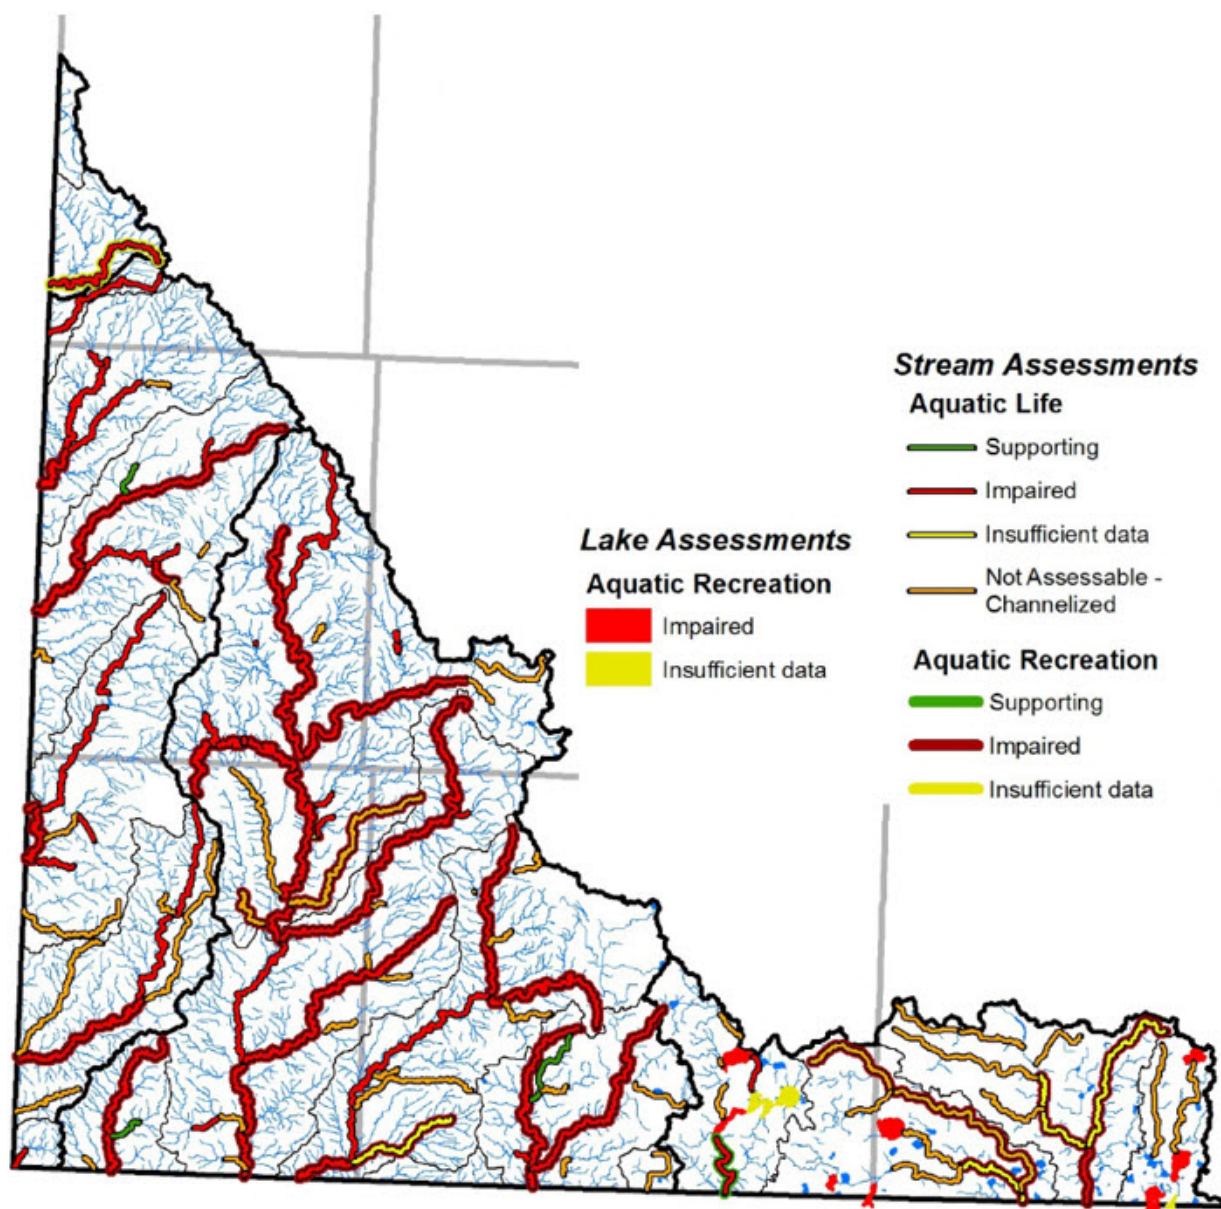 Stream Assessments
Aquatic Life
Supporting
Impaired
Insufficient data
Not Assessable -
Channelized
Aquatic Recreation
Supporting
Impaired
Insufficient data
Lake Assessments
Aquatic Recreation
Impaired
Insufficient data